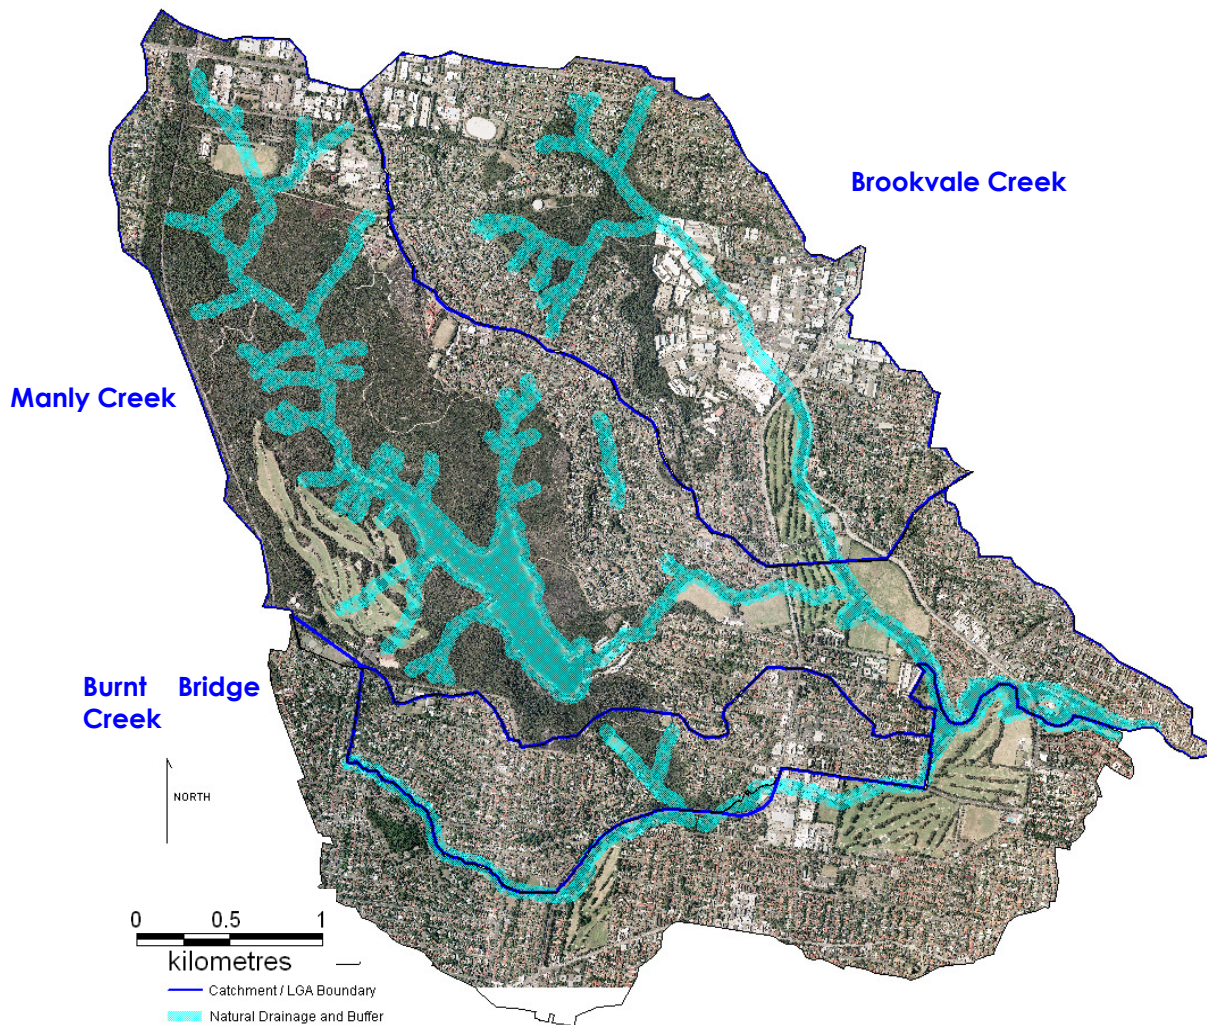 Brookvale Creek
Manly Creek
Burnt Bridge
Creek
NORTH
0 0.5 1
kilometres
Catchment / LGA Boundary
Natural Drainage and Buffer